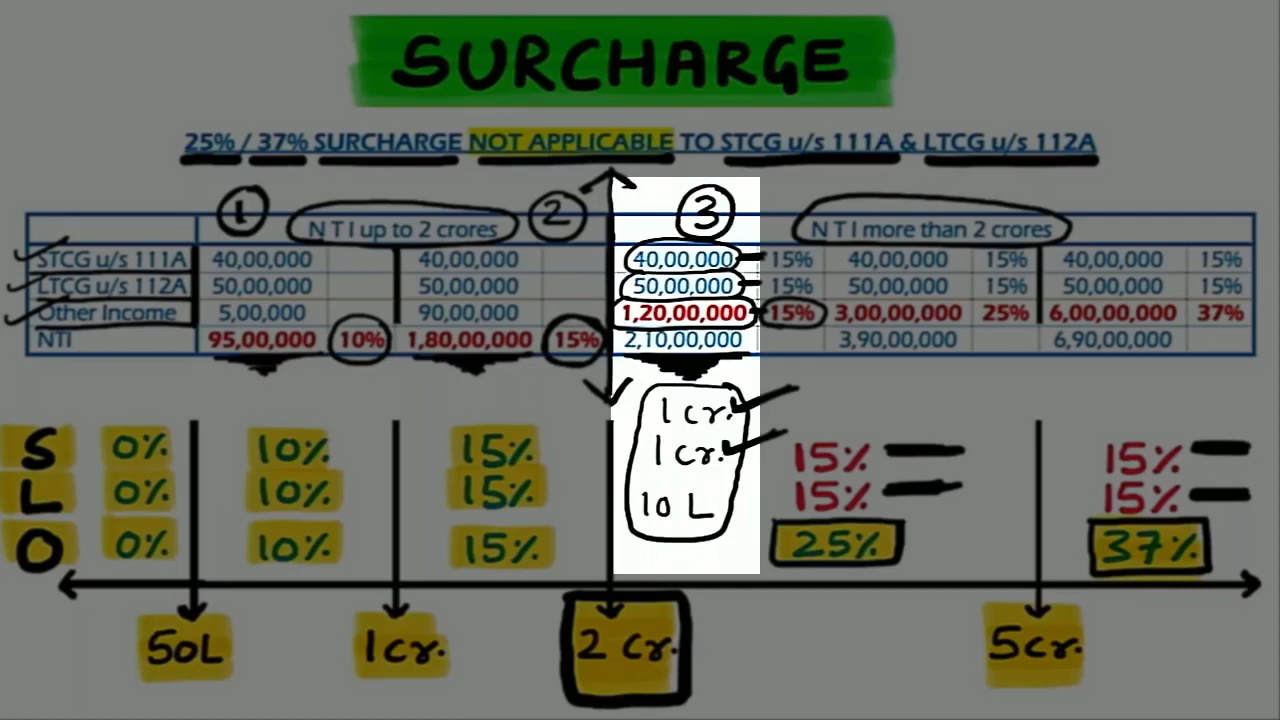 SURCHARGE
25% / 37% SURCHARGE NOT APPLICABLE TO STCG u/s 111A & LTCG u/s 112A
1 2 3
N T I up to 2 crores N T I more than 2 crores
STCG u/s 111A 40,00,000 40,00,000 40,00,000 15% 40,00,000 15% 40,00,000 15%
LTCG u/s 112A 50,00,000 50,00,000 50,00,000 15% 50,00,000 15% 50,00,000 15%
Other Income 5,00,000 90,00,000 1,20,00,000 15% 3,00,00,000 25% 6,00,00,000 37%
NTI 95,00,000 10% 1,80,00,000 15% 2,10,00,000 3,90,00,000 6,90,00,000
1 cr.
1 cr.
10 L
S 0% 10% 15% 15% 15%
L 0% 10% 15% 15% 15%
O 0% 10% 15% 25% 37%
50L 1 cr. 2 cr. 5 cr.